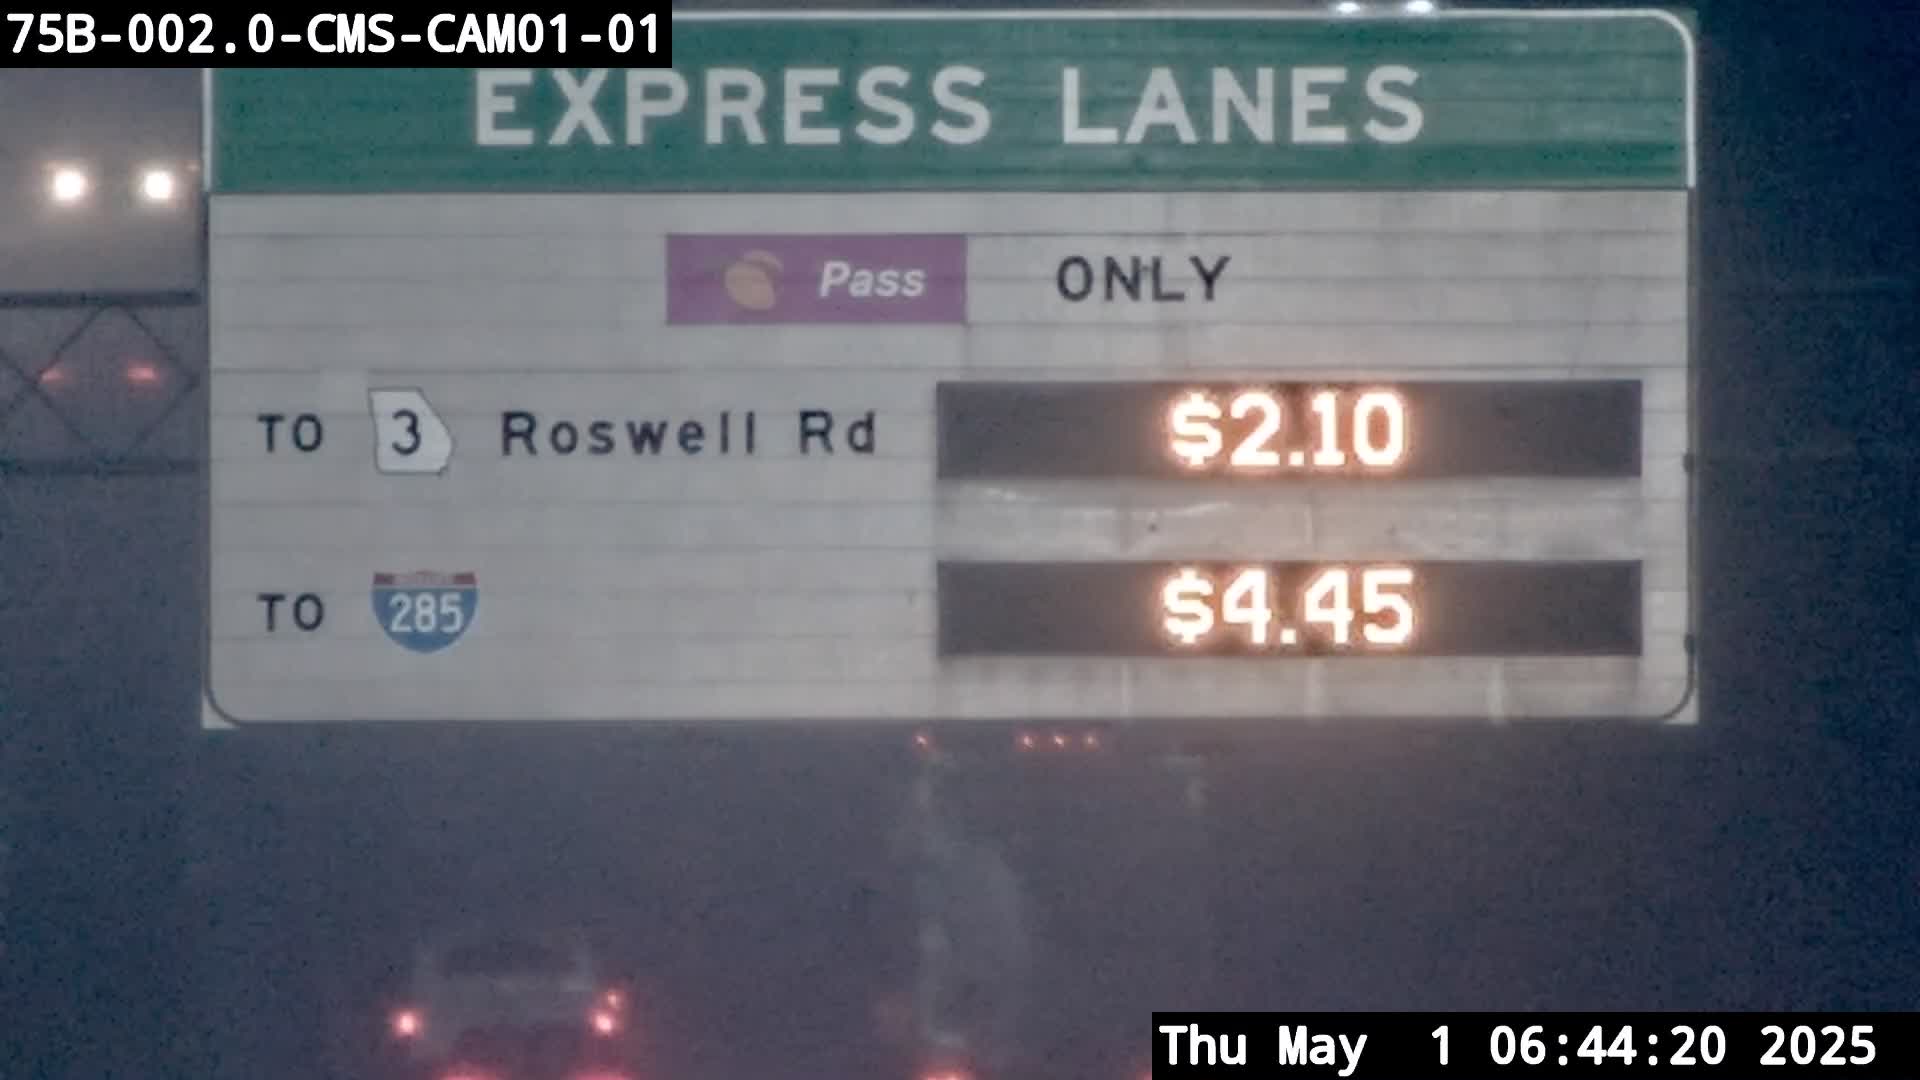 75B-002.0-CMS-CAM01-01
EXPRESS LANES
Pass ONLY
TO 3 Roswell Rd $2.10
TO 285 $4.45
Thu May 1 06:44:20 2025